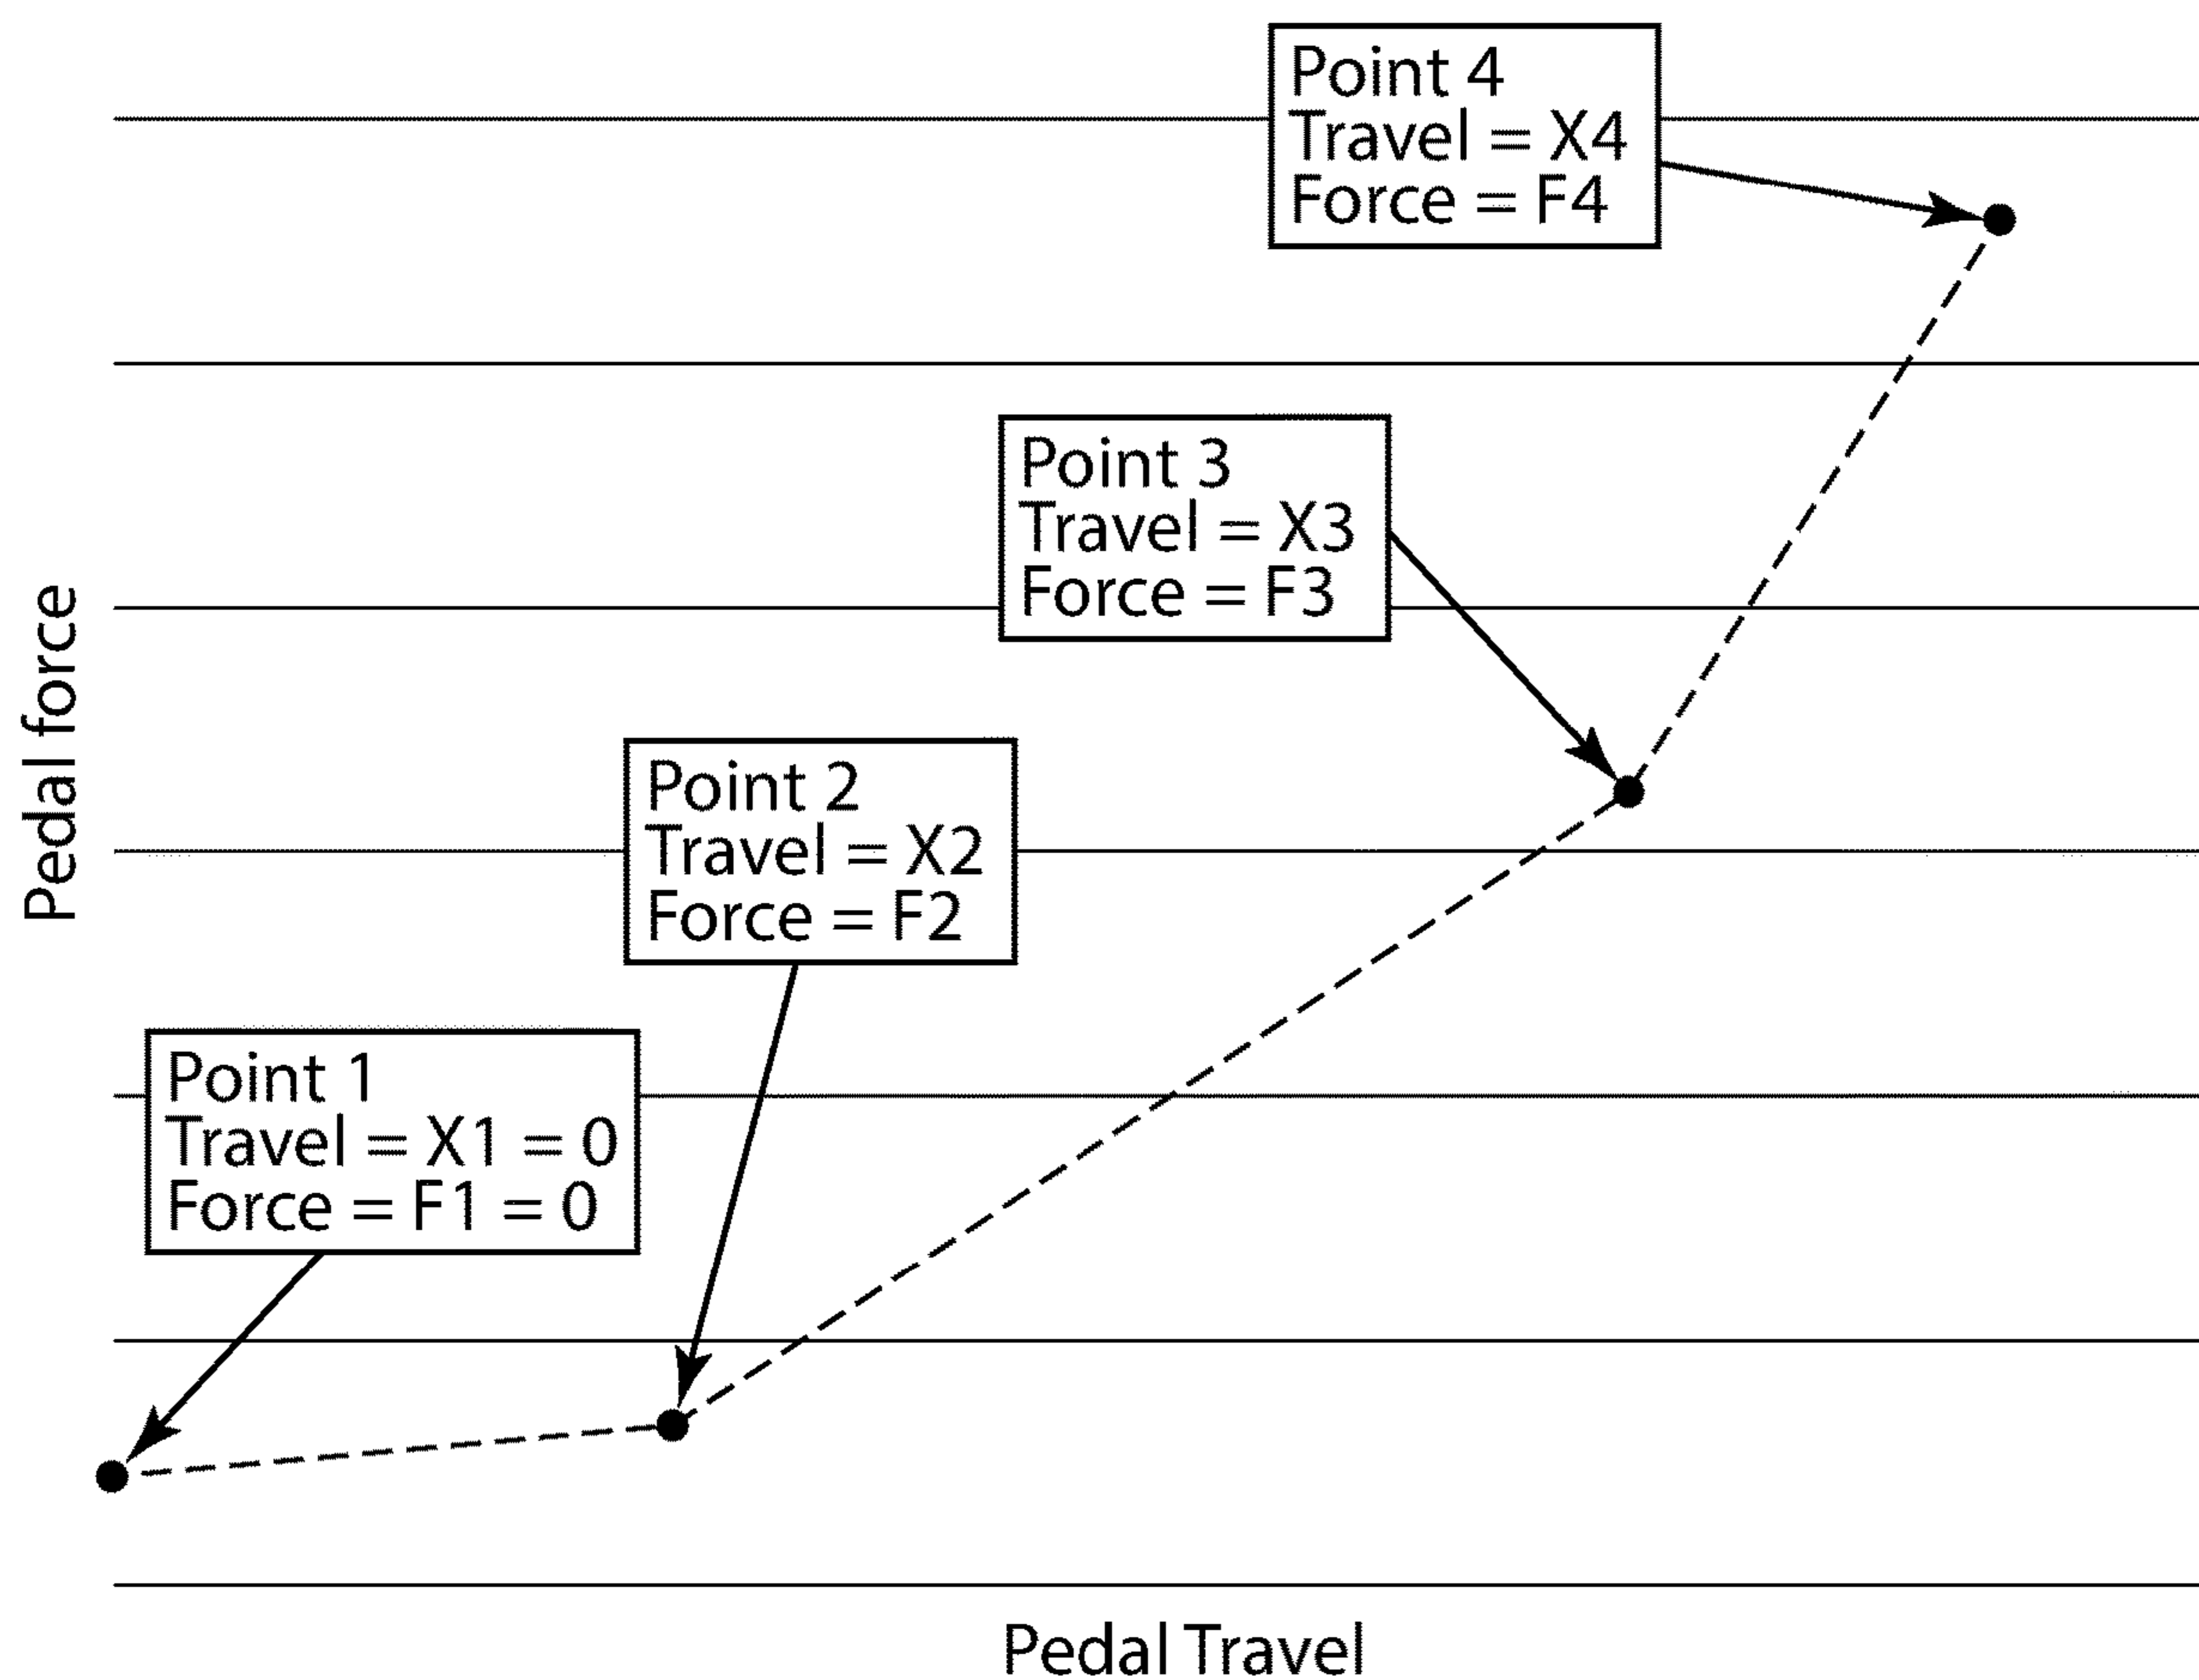 Point 4
Travel = X4
Force = F4
Point 3
Travel = X3
Force = F3
Pedal force
Point 2
Travel = X2
Force = F2
Point 1
Travel = X1 = 0
Force = F1 = 0
Pedal Travel